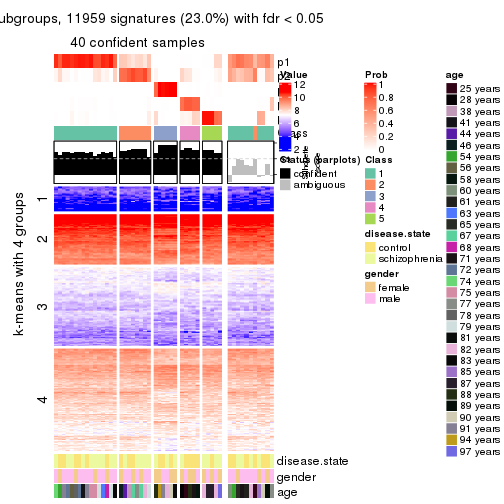 ubgroups, 11959 signatures (23.0%) with fdr < 0.05
40 confident samples
p1
Value
12
10
8
6
4
2
Status (barplots)
confident
ambiguous
Prob
1
0.8
0.6
0.4
0.2
0
Class
1
2
3
4
5
disease.state
control
schizophrenia
gender
female
male
age
25 years
28 years
38 years
41 years
44 years
46 years
54 years
56 years
58 years
60 years
61 years
63 years
65 years
67 years
68 years
71 years
72 years
74 years
75 years
77 years
78 years
79 years
81 years
82 years
83 years
85 years
87 years
88 years
89 years
90 years
91 years
94 years
97 years
k-means with 4 groups
1
2
3
4
disease.state
gender
age